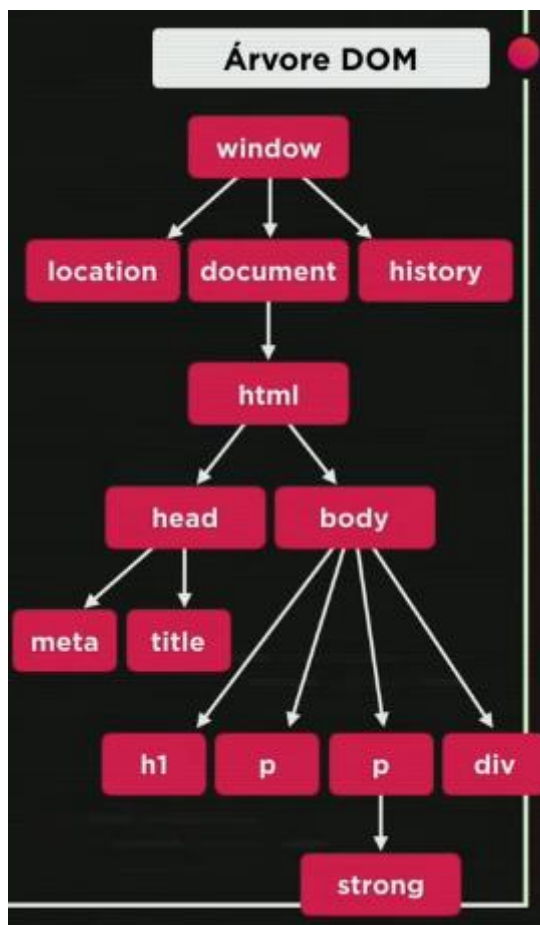 Árvore DOM
window
location document history
html
head body
meta title
h1 p p div
strong